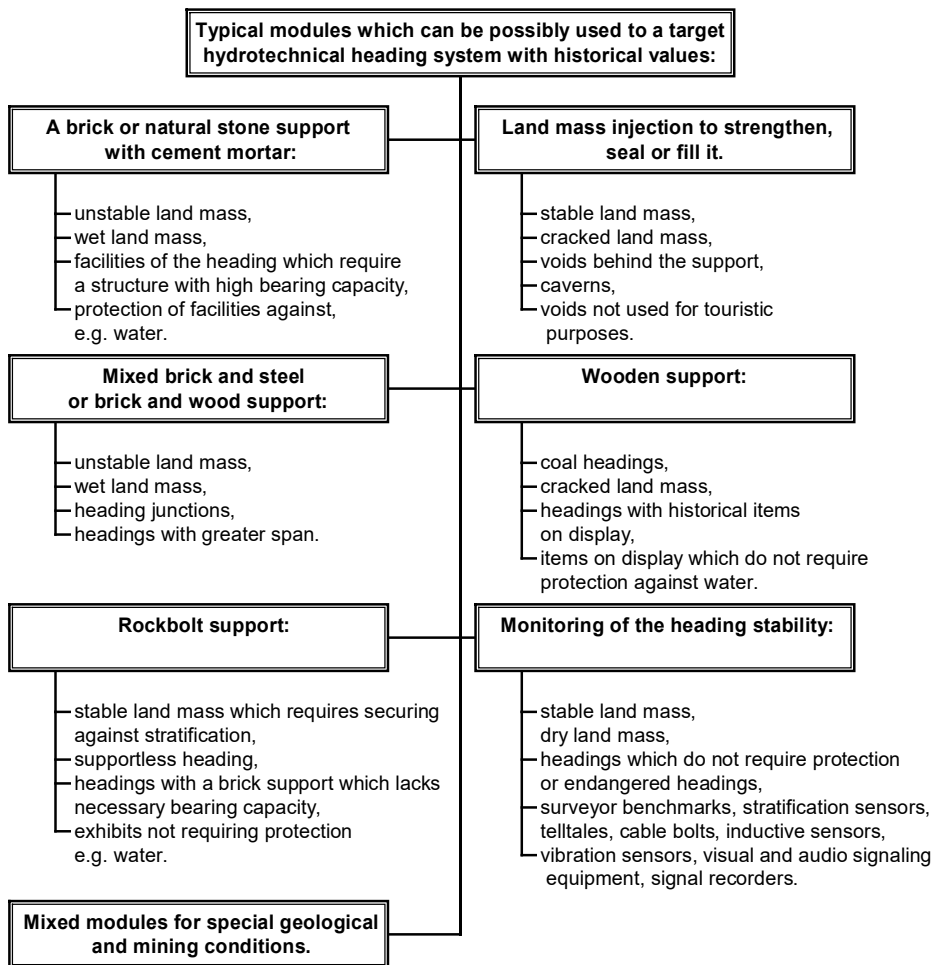 Typical modules which can be possibly used to a target
hydrotechnical heading system with historical values:
A brick or natural stone support
with cement mortar:
unstable land mass,
wet land mass,
facilities of the heading which require
a structure with high bearing capacity,
protection of facilities against,
e.g. water.
Land mass injection to strengthen,
seal or fill it.
stable land mass,
cracked land mass,
voids behind the support,
caverns,
voids not used for touristic
purposes.
Mixed brick and steel
or brick and wood support:
unstable land mass,
wet land mass,
heading junctions,
headings with greater span.
Wooden support:
coal headings,
cracked land mass,
headings with historical items
on display,
items on display which do not require
protection against water.
Rockbolt support:
stable land mass which requires securing
against stratification,
supportless heading,
headings with a brick support which lacks
necessary bearing capacity,
exhibits not requiring protection
e.g. water.
Monitoring of the heading stability:
stable land mass,
dry land mass,
headings which do not require protection
or endangered headings,
surveyor benchmarks, stratification sensors,
telltales, cable bolts, inductive sensors,
vibration sensors, visual and audio signaling
equipment, signal recorders.
Mixed modules for special geological
and mining conditions.